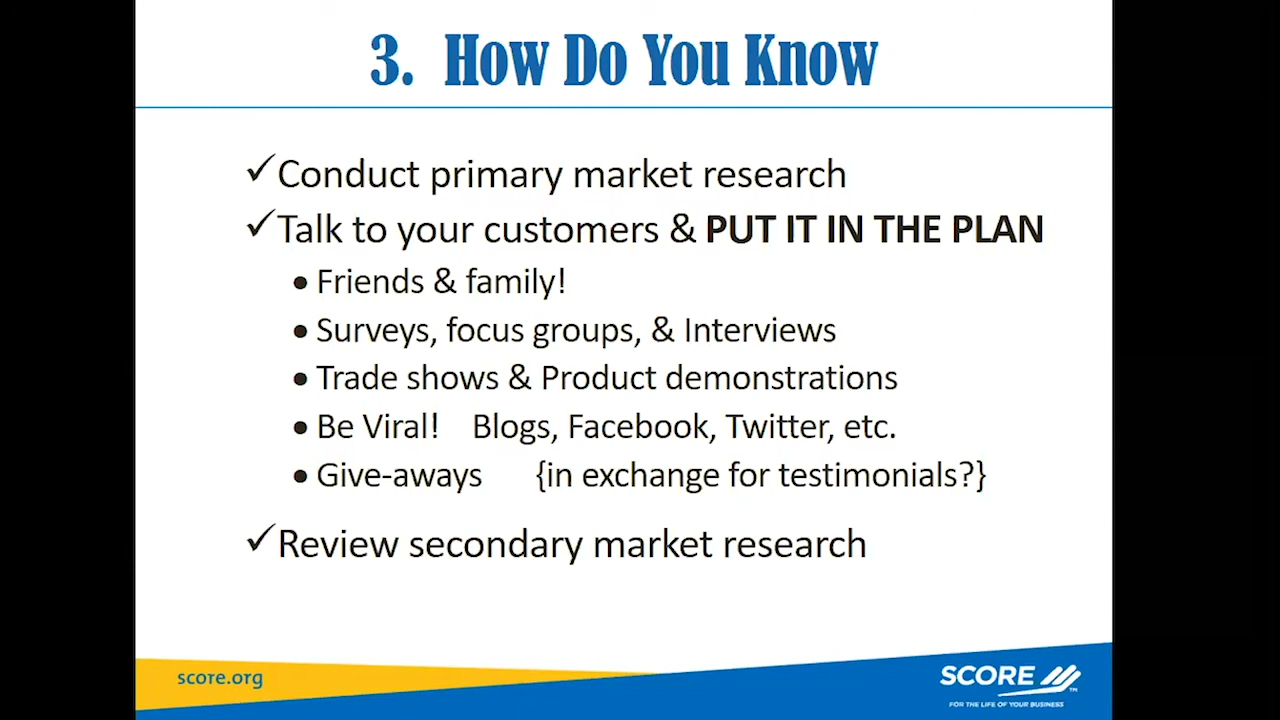 3. How Do You Know
✓Conduct primary market research
✓Talk to your customers & PUT IT IN THE PLAN
• Friends & family!
• Surveys, focus groups, & Interviews
• Trade shows & Product demonstrations
• Be Viral! Blogs, Facebook, Twitter, etc.
• Give-aways {in exchange for testimonials?}
✓Review secondary market research
score.org
SCORE ™
FOR THE LIFE OF YOUR BUSINESS